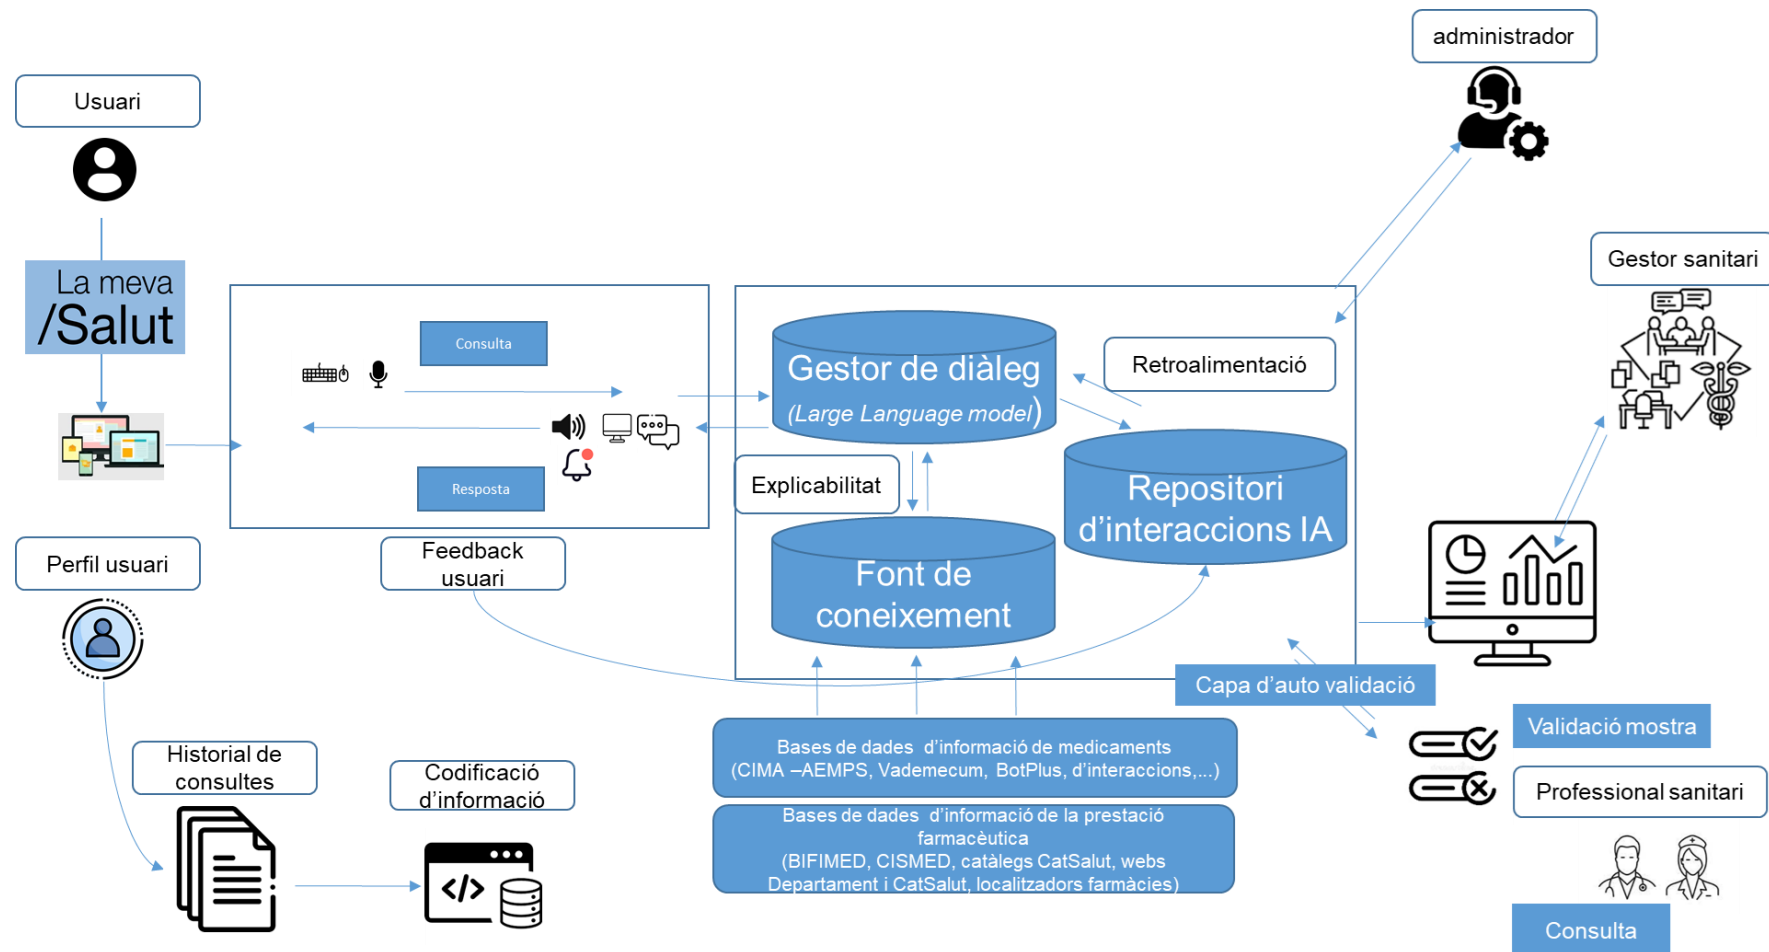 administrador
Usuari
Gestor sanitari
La meva
/Salut
Consulta
Gestor de diàleg
(Large Language model)
Retroalimentació
Resposta
Explicabilitat
Repositori
d’interaccions IA
Perfil usuari
Feedback
usuari
Font de
coneixement
Capa d’auto validació
Validació mostra
Historial de
consultes
Codificació
d’informació
Bases de dades  d’informació de medicaments
(CIMA –AEMPS, Vademecum, BotPlus, d’interaccions,...)
Professional sanitari
Bases de dades  d’informació de la prestació
farmacèutica
(BIFIMED, CISMED, catàlegs CatSalut, webs
Departament i CatSalut, localitzadors farmàcies)
</>
Consulta